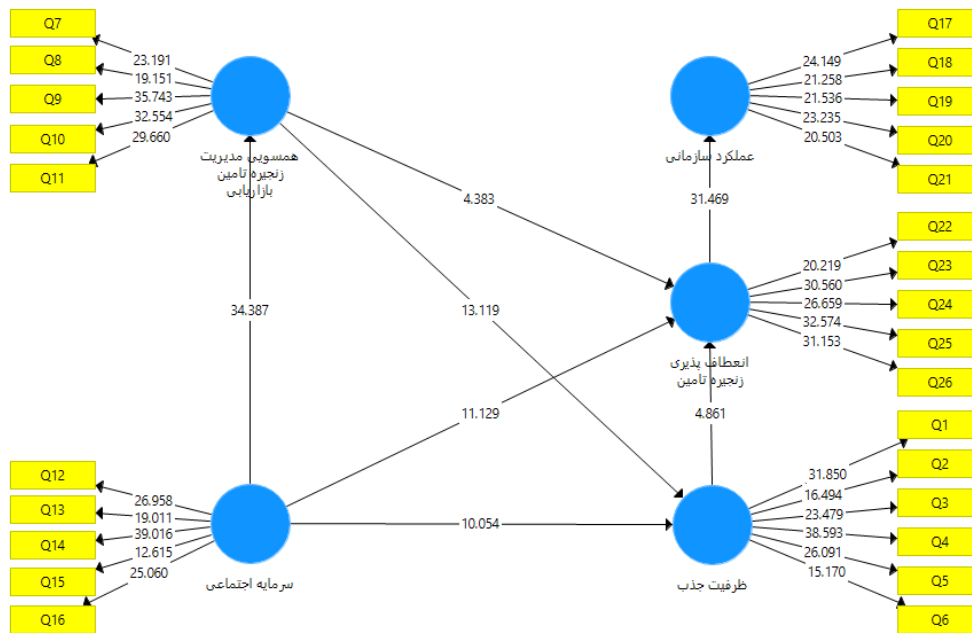 Q7
Q8
Q9
Q10
Q11
23.191
19.151
35.743
32.554
29.660
همسویی مدیریت
زنجیره تامین
بازاریابی
Q17
Q18
Q19
Q20
Q21
24.149
21.258
21.536
23.235
20.503
عملکرد سازمانی
4.383
31.469
34.387
13.119
11.129
Q22
Q23
Q24
Q25
Q26
20.219
30.560
26.659
32.574
31.153
انعطاف پذیری
زنجیره تامین
4.861
Q12
Q13
Q14
Q15
Q16
26.958
19.011
39.016
12.615
25.060
سرمایه اجتماعی
10.054
Q1
Q2
Q3
Q4
Q5
Q6
31.850
16.494
23.479
38.593
26.091
15.170
ظرفیت جذب